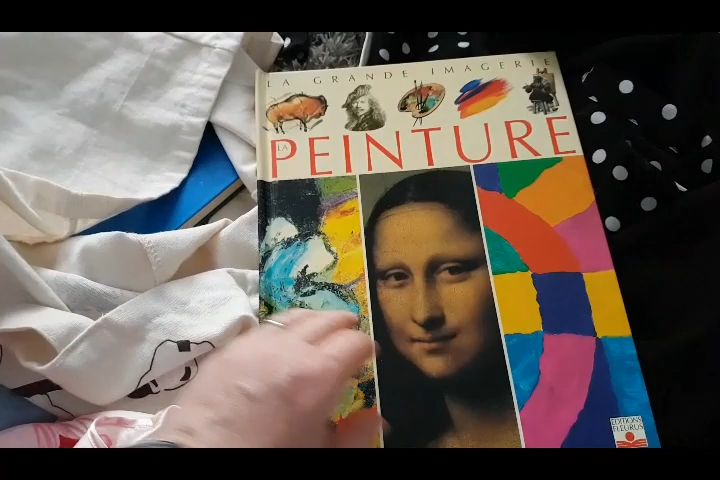 LA GRANDE IMAGERIE
LA
PEINTURE
EDITIONS
FLEURUS